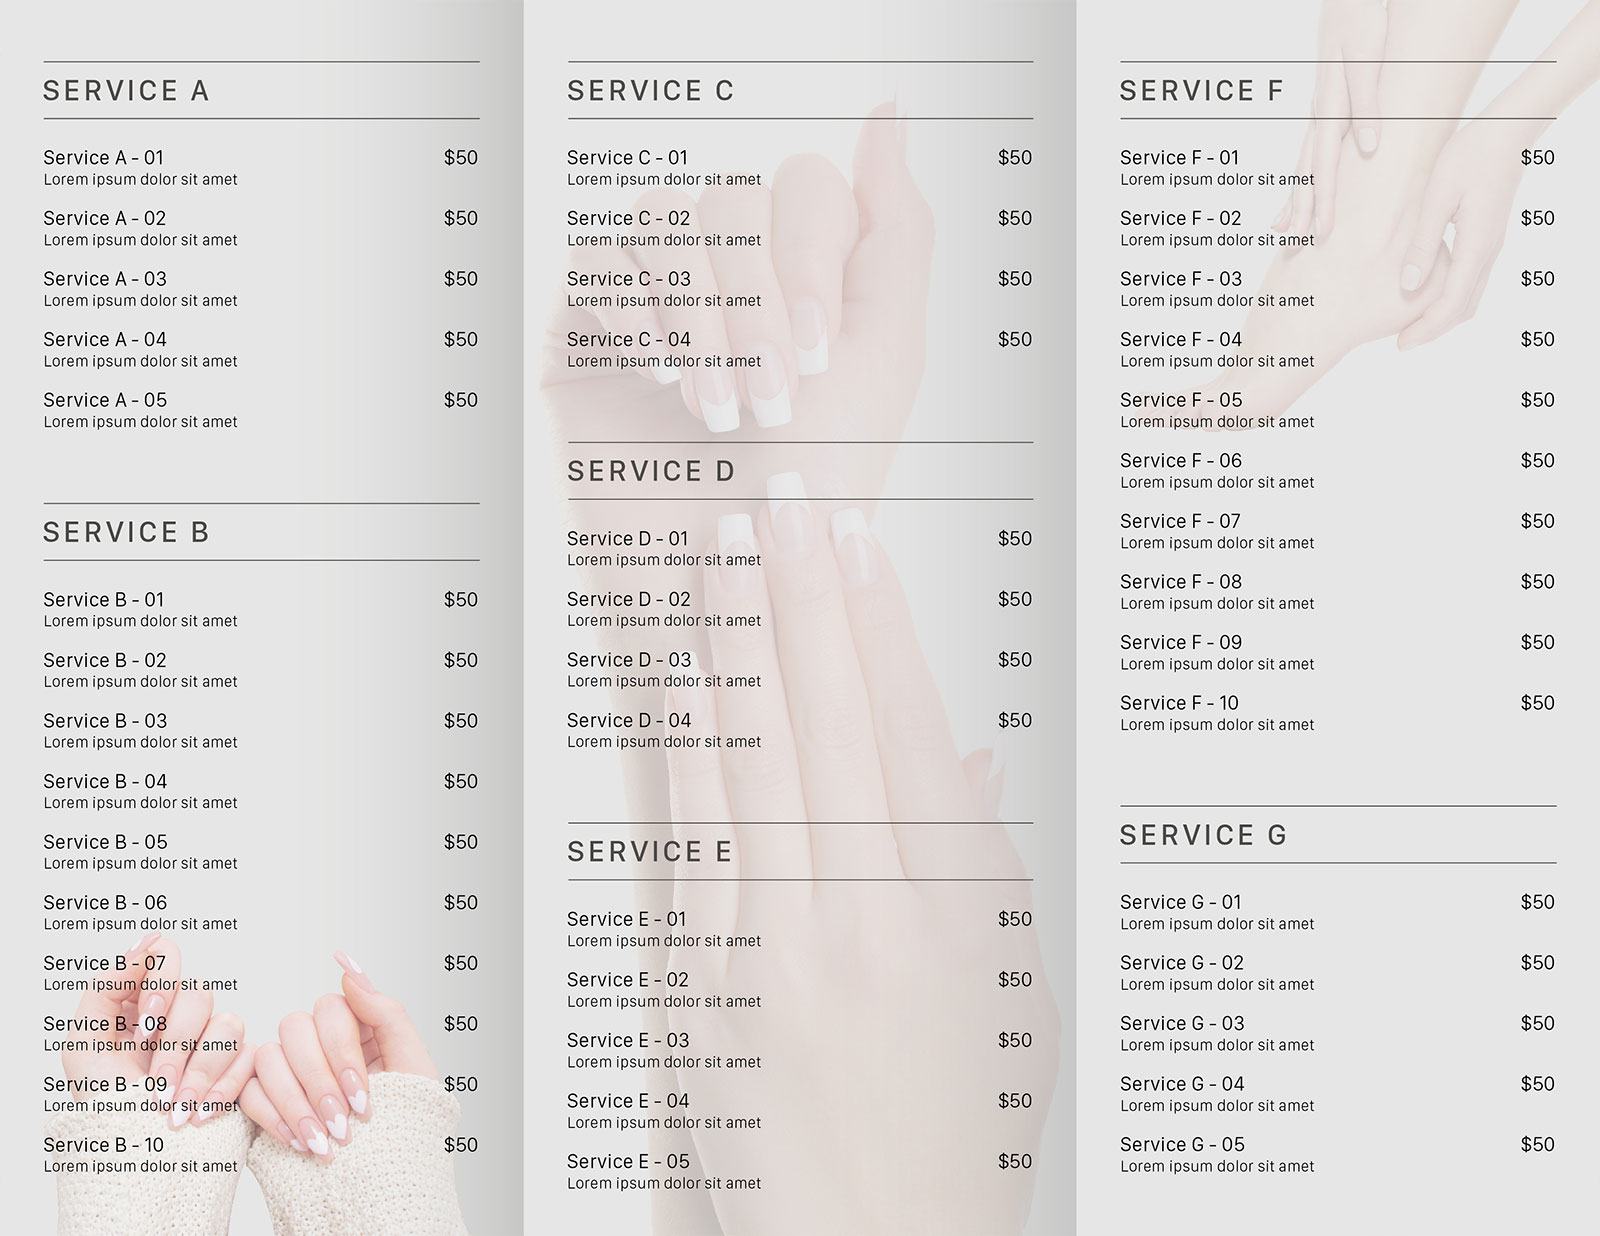 SERVICE A
Service A - 01 $50
Lorem ipsum dolor sit amet
Service A - 02 $50
Lorem ipsum dolor sit amet
Service A - 03 $50
Lorem ipsum dolor sit amet
Service A - 04 $50
Lorem ipsum dolor sit amet
Service A - 05 $50
Lorem ipsum dolor sit amet
SERVICE B
Service B - 01 $50
Lorem ipsum dolor sit amet
Service B - 02 $50
Lorem ipsum dolor sit amet
Service B - 03 $50
Lorem ipsum dolor sit amet
Service B - 04 $50
Lorem ipsum dolor sit amet
Service B - 05 $50
Lorem ipsum dolor sit amet
Service B - 06 $50
Lorem ipsum dolor sit amet
Service B - 07 $50
Lorem ipsum dolor sit amet
Service B - 08 $50
Lorem ipsum dolor sit amet
Service B - 09 $50
Lorem ipsum dolor sit amet
Service B - 10 $50
Lorem ipsum dolor sit amet
SERVICE C
Service C - 01 $50
Lorem ipsum dolor sit amet
Service C - 02 $50
Lorem ipsum dolor sit amet
Service C - 03 $50
Lorem ipsum dolor sit amet
Service C - 04 $50
Lorem ipsum dolor sit amet
SERVICE D
Service D - 01 $50
Lorem ipsum dolor sit amet
Service D - 02 $50
Lorem ipsum dolor sit amet
Service D - 03 $50
Lorem ipsum dolor sit amet
Service D - 04 $50
Lorem ipsum dolor sit amet
SERVICE E
Service E - 01 $50
Lorem ipsum dolor sit amet
Service E - 02 $50
Lorem ipsum dolor sit amet
Service E - 03 $50
Lorem ipsum dolor sit amet
Service E - 04 $50
Lorem ipsum dolor sit amet
Service E - 05 $50
Lorem ipsum dolor sit amet
SERVICE F
Service F - 01 $50
Lorem ipsum dolor sit amet
Service F - 02 $50
Lorem ipsum dolor sit amet
Service F - 03 $50
Lorem ipsum dolor sit amet
Service F - 04 $50
Lorem ipsum dolor sit amet
Service F - 05 $50
Lorem ipsum dolor sit amet
Service F - 06 $50
Lorem ipsum dolor sit amet
Service F - 07 $50
Lorem ipsum dolor sit amet
Service F - 08 $50
Lorem ipsum dolor sit amet
Service F - 09 $50
Lorem ipsum dolor sit amet
Service F - 10 $50
Lorem ipsum dolor sit amet
SERVICE G
Service G - 01 $50
Lorem ipsum dolor sit amet
Service G - 02 $50
Lorem ipsum dolor sit amet
Service G - 03 $50
Lorem ipsum dolor sit amet
Service G - 04 $50
Lorem ipsum dolor sit amet
Service G - 05 $50
Lorem ipsum dolor sit amet